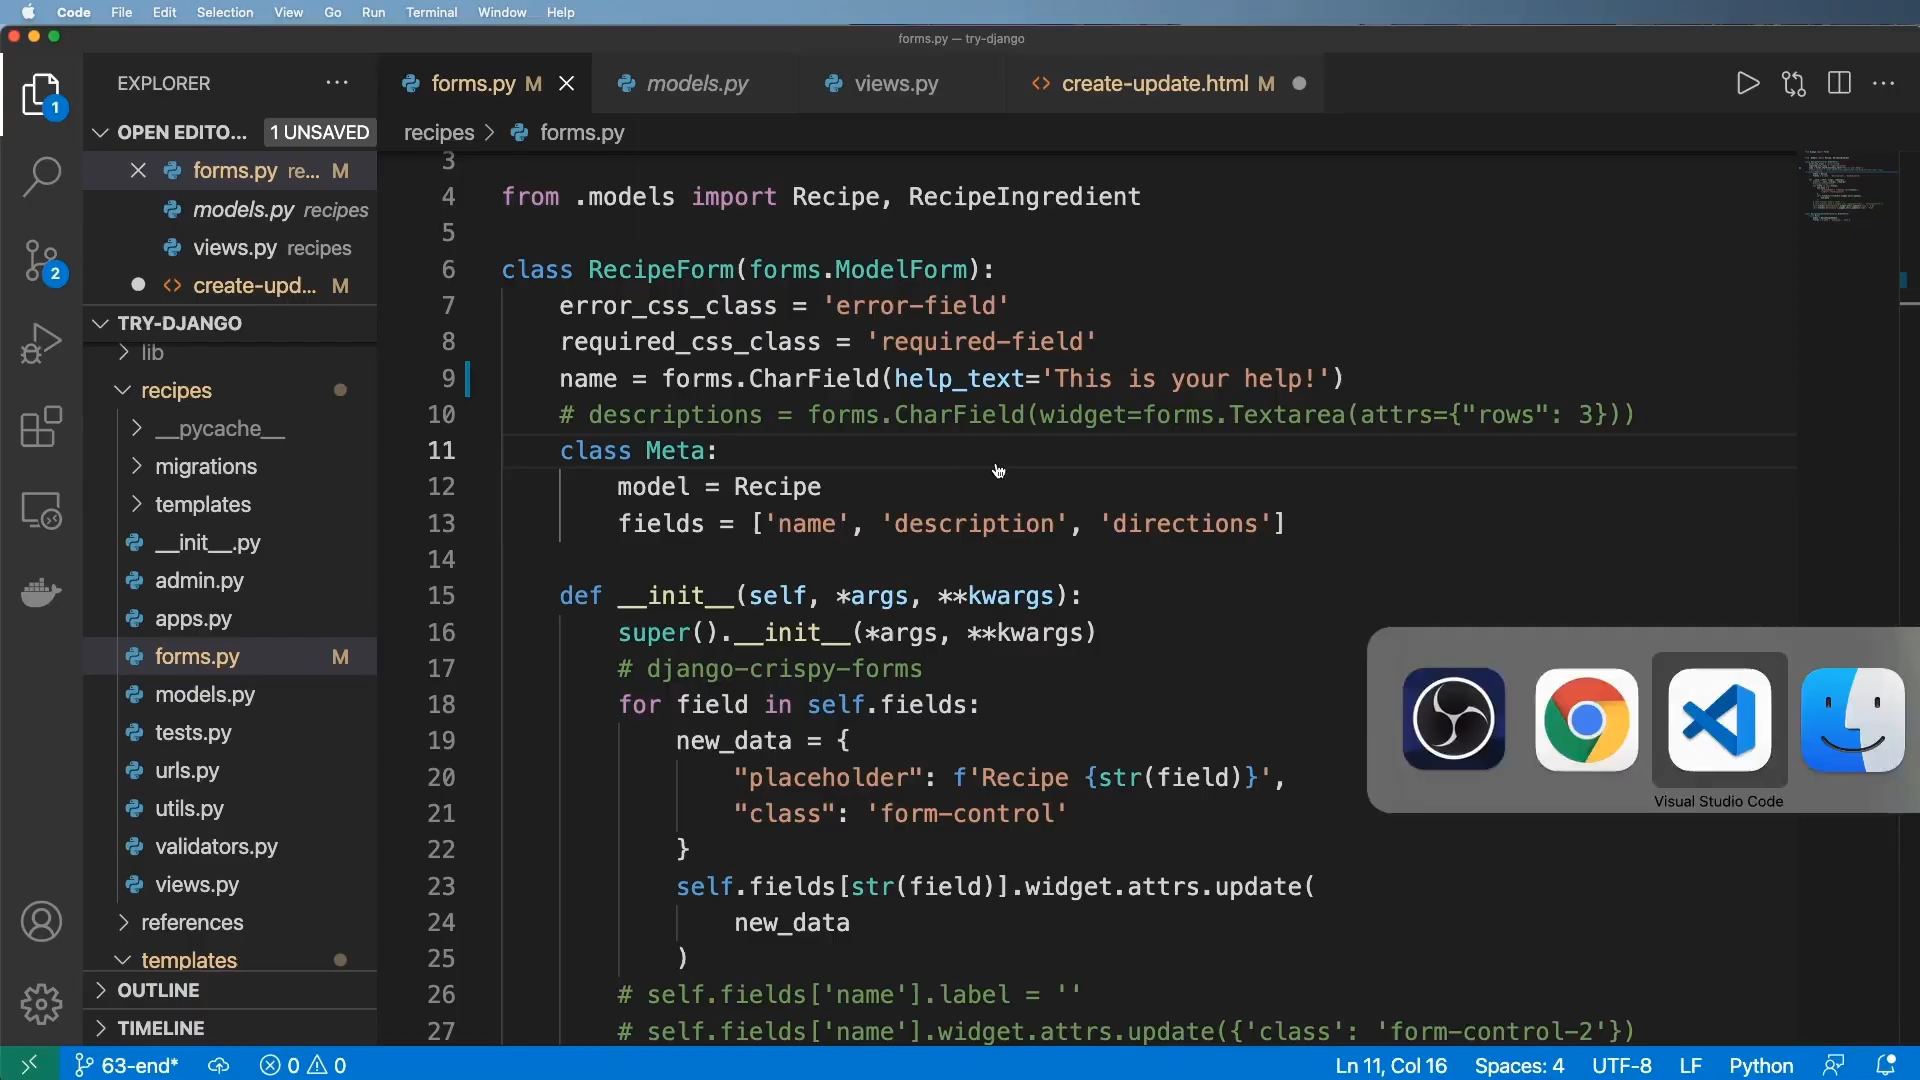 Code File Edit Selection View Go Run Terminal Window Help
forms.py — try-django
EXPLORER
OPEN EDITO... 1 UNSAVED
forms.py re... M
models.py recipes
views.py recipes
create-upd... M
TRY-DJANGO
lib
recipes
__pycache__
migrations
templates
__init__.py
admin.py
apps.py
forms.py M
models.py
tests.py
urls.py
utils.py
validators.py
views.py
references
templates
OUTLINE
TIMELINE
1
2
forms.py M models.py views.py create-update.html M
recipes > forms.py
3
4 from .models import Recipe, RecipeIngredient
5
6 class RecipeForm(forms.ModelForm):
7 error_css_class = 'error-field'
8 required_css_class = 'required-field'
9 name = forms.CharField(help_text='This is your help!')
10 # descriptions = forms.CharField(widget=forms.Textarea(attrs={"rows": 3}))
11 class Meta:
12 model = Recipe
13 fields = ['name', 'description', 'directions']
14
15 def __init__(self, *args, **kwargs):
16 super().__init__(*args, **kwargs)
17 # django-crispy-forms
18 for field in self.fields:
19 new_data = {
20 "placeholder": f'Recipe {str(field)}',
21 "class": 'form-control'
22 }
23 self.fields[str(field)].widget.attrs.update(
24 new_data
25 )
26 # self.fields['name'].label = ''
27 # self.fields['name'].widget.attrs.update({'class': 'form-control-2'})
Visual Studio Code
63-end* 0 0 Ln 11, Col 16 Spaces: 4 UTF-8 LF Python